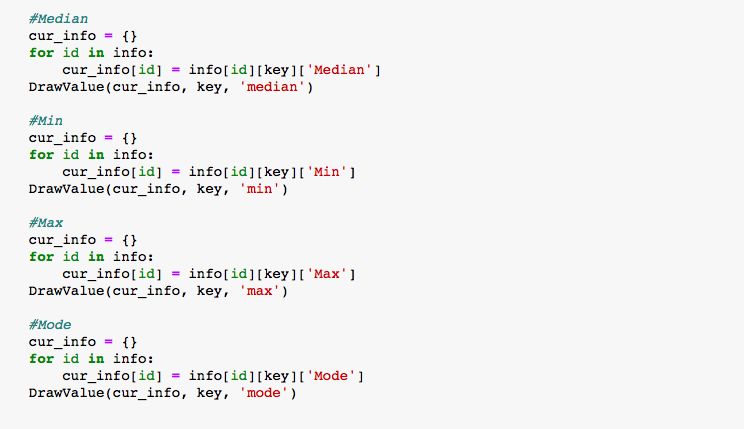 #Median
cur_info = {}
for id in info:
    cur_info[id] = info[id][key]['Median']
DrawValue(cur_info, key, 'median')

#Min
cur_info = {}
for id in info:
    cur_info[id] = info[id][key]['Min']
DrawValue(cur_info, key, 'min')

#Max
cur_info = {}
for id in info:
    cur_info[id] = info[id][key]['Max']
DrawValue(cur_info, key, 'max')

#Mode
cur_info = {}
for id in info:
    cur_info[id] = info[id][key]['Mode']
DrawValue(cur_info, key, 'mode')